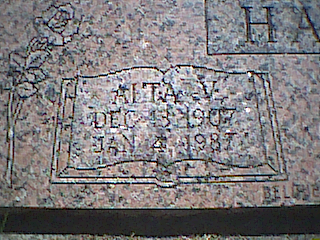 HA
ALTA V.
DEC 13 1907
JAN 4 1987